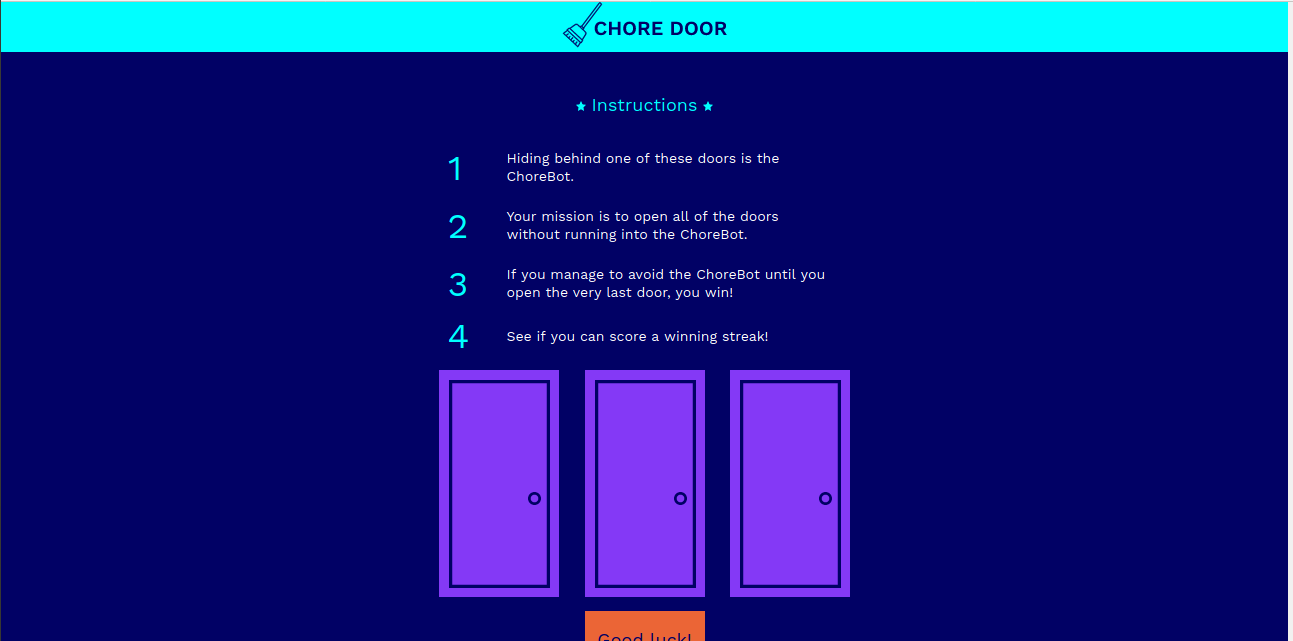 CHORE DOOR
Instructions
1
Hiding behind one of these doors is the
ChoreBot.
2
Your mission is to open all of the doors
without running into the ChoreBot.
3
If you manage to avoid the ChoreBot until you
open the very last door, you win!
4
See if you can score a winning streak!
Good luck!